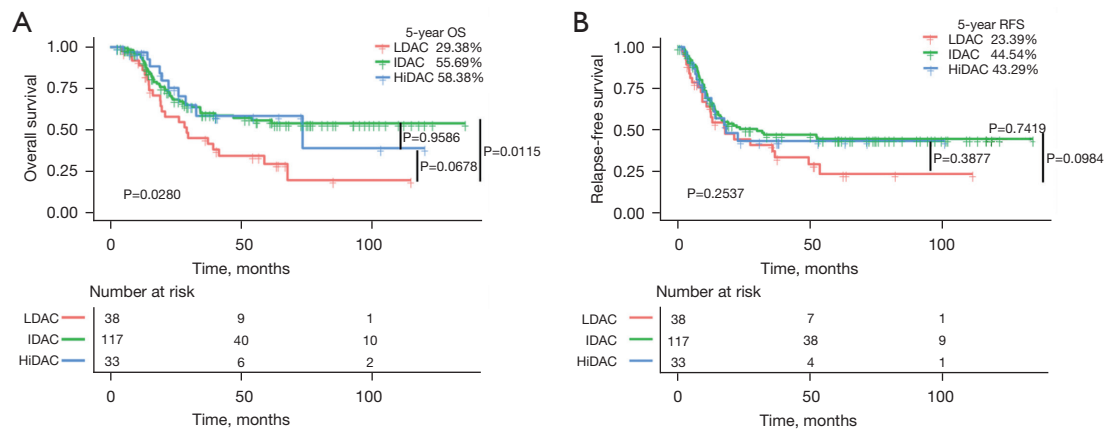 A
5-year OS
LDAC 29.38%
IDAC 55.69%
HiDAC 58.38%
1.00
0.75
0.50
0.25
0.00
Overall survival
P=0.9586
P=0.0678
P=0.0115
P=0.0280
0 50 100
Time, months
Number at risk
LDAC 38 9 1
IDAC 117 40 10
HiDAC 33 6 2
0 50 100
Time, months
B
5-year RFS
LDAC 23.39%
IDAC 44.54%
HiDAC 43.29%
1.00
0.75
0.50
0.25
0.00
Relapse-free survival
P=0.7419
P=0.3877
P=0.0984
P=0.2537
0 50 100
Time, months
Number at risk
LDAC 38 7 1
IDAC 117 38 9
HiDAC 33 4 1
0 50 100
Time, months